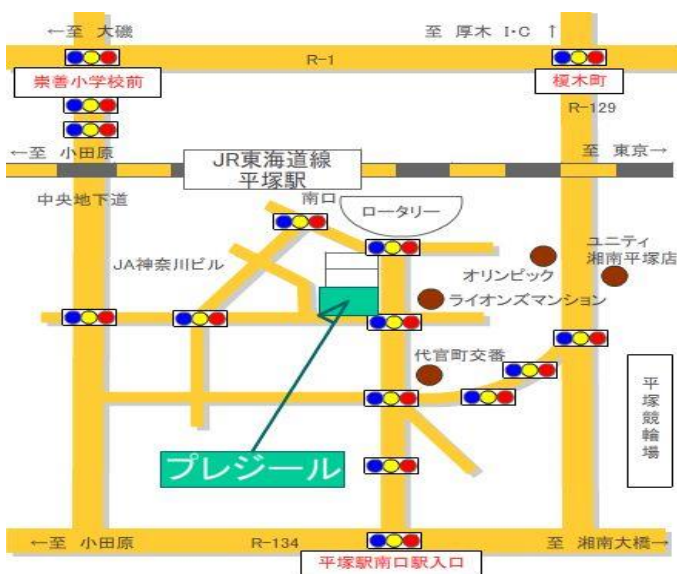 ←至 大磯
至 厚木 I・C ↑
R-1
崇善小学校前
榎木町
R-129
←至 小田原
JR東海道線
平塚駅
至 東京→
中央地下道
南口
ロータリー
JA神奈川ビル
ユニティ
湘南平塚店
オリンピック
ライオンズマンション
代官町交番
平塚競輪場
プレジール
←至 小田原
R-134
至 湘南大橋→
平塚駅南口駅入口